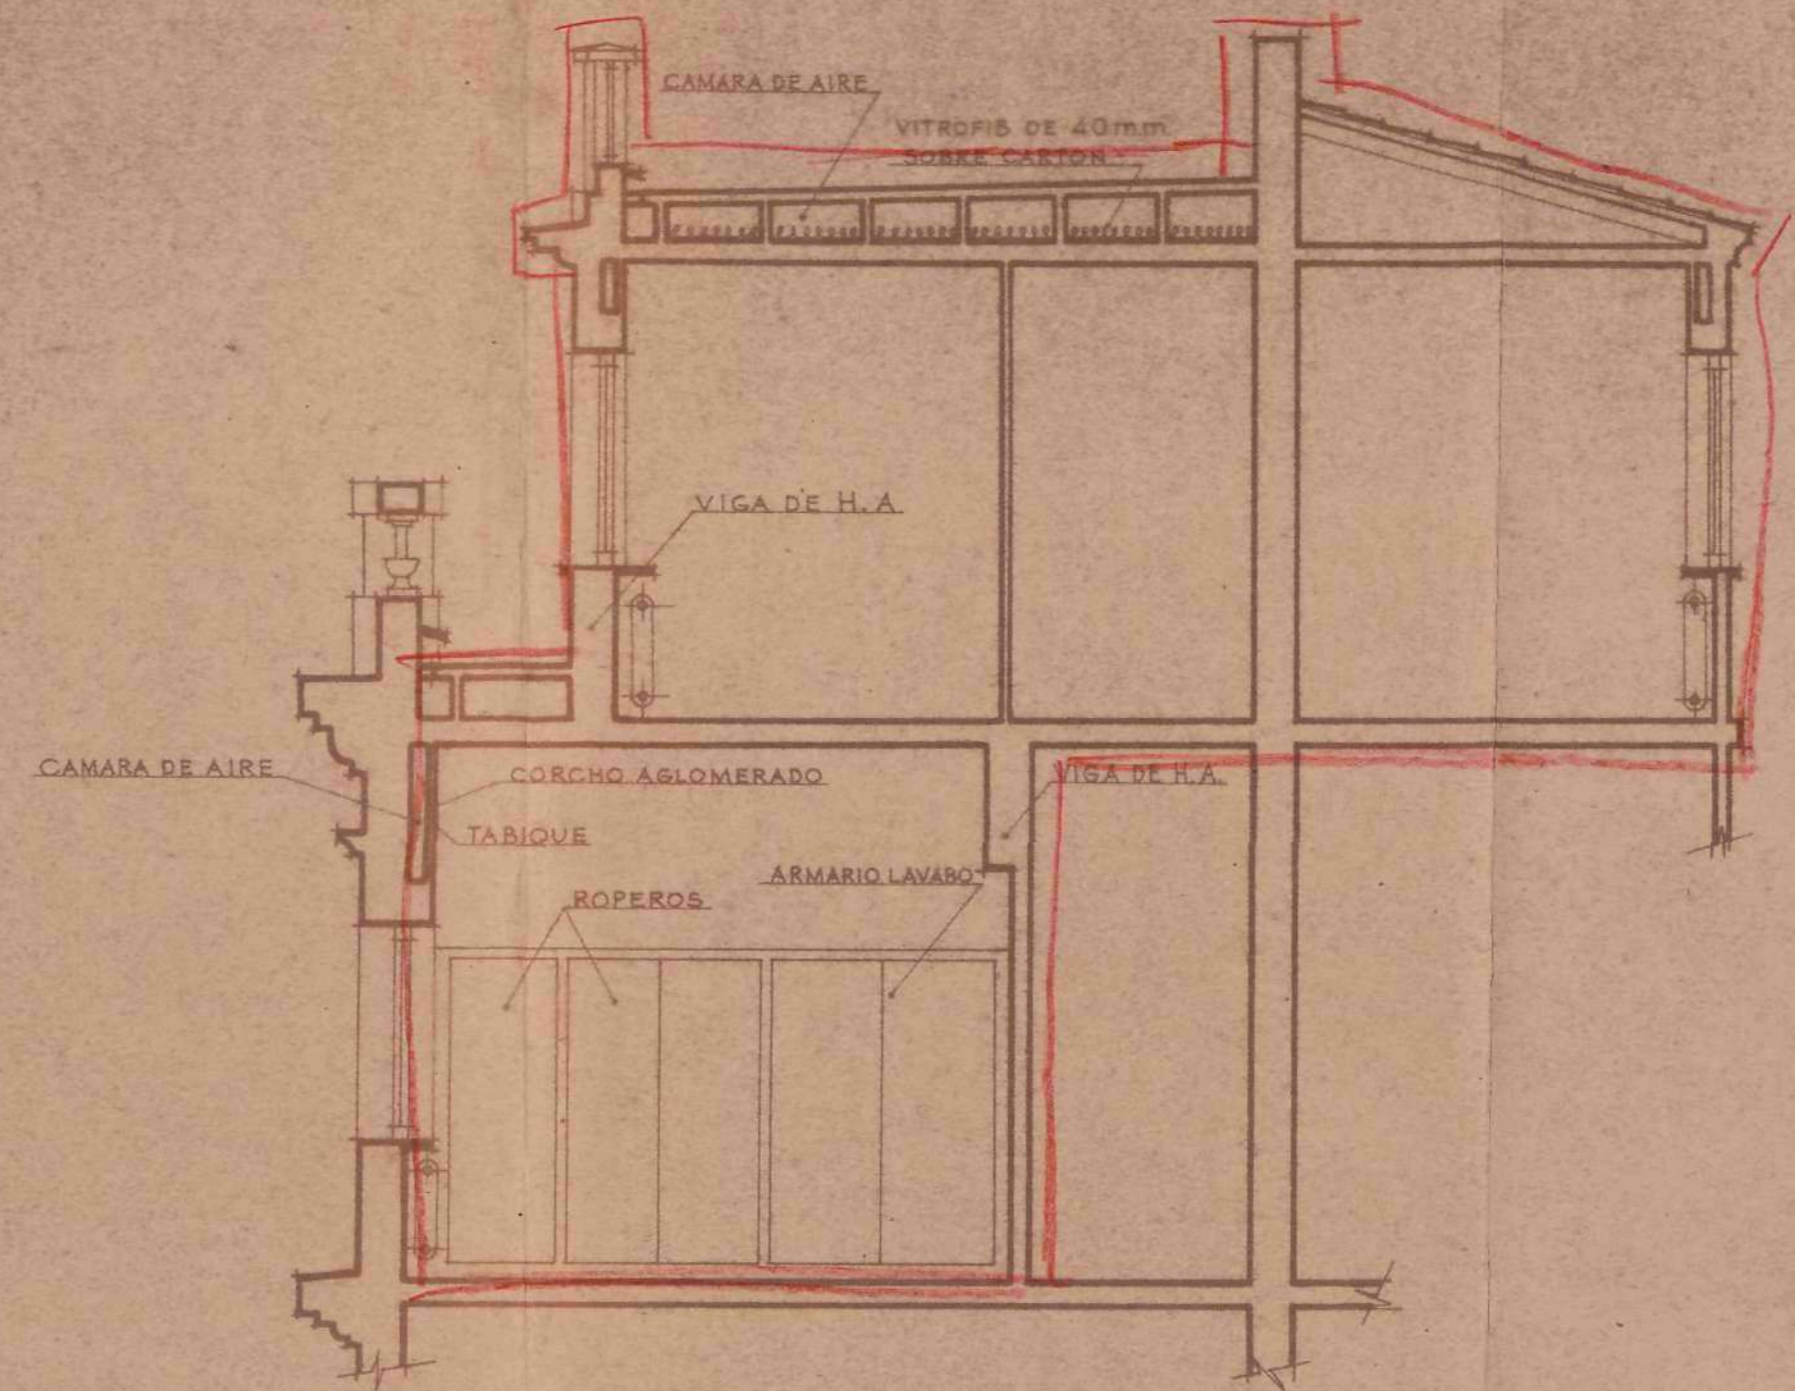 CAMARA DE AIRE
VITROFIB DE 40mm.
SOBRE CARTON
VIGA DE H.A.
CAMARA DE AIRE
CORCHO AGLOMERADO
VIGA DE H.A.
TABIQUE
ARMARIO LAVABO
ROPEROS